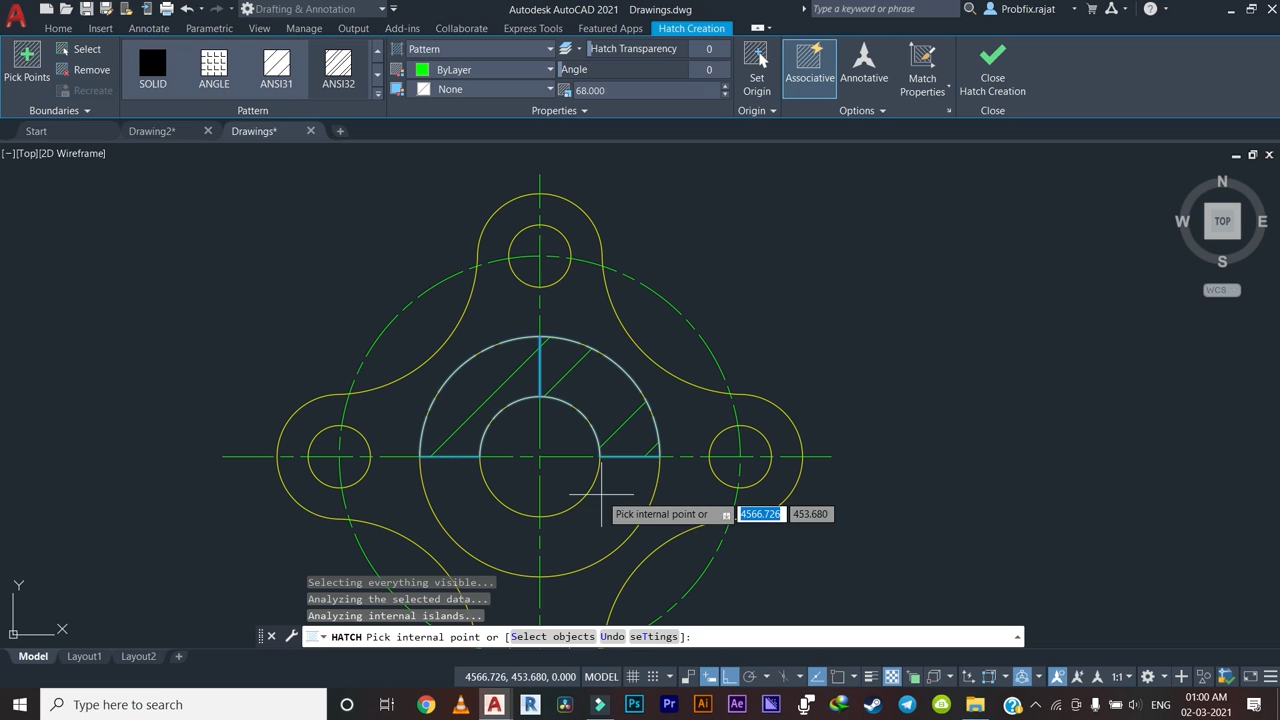 Drafting & Annotation
Autodesk AutoCAD 2021 Drawings.dwg
Type a keyword or phrase
Probfix.rajat
Home Insert Annotate Parametric View Manage Output Add-ins Collaborate Express Tools Featured Apps Hatch Creation
Pick Points
Select
Remove
Recreate
Boundaries
SOLID ANGLE ANSI31 ANSI32
Pattern
Pattern
ByLayer
None
Hatch Transparency 0
Angle 0
68.000
Properties
Set
Origin
Origin
Associative
Annotative
Match
Properties
Options
Close
Hatch Creation
Close
Start Drawing2* Drawings*
[−][Top][2D Wireframe]
N
W TOP E
S
WCS
Pick internal point or 4566.726 453.680
Selecting everything visible...
Analyzing the selected data...
Analyzing internal islands...
Y
X
HATCH Pick internal point or [Select objects Undo seTtings]:
Model Layout1 Layout2
4566.726, 453.680, 0.000 MODEL
1:1
Type here to search
Ps Pr Ai Ae
ENG
01:00 AM
02-03-2021